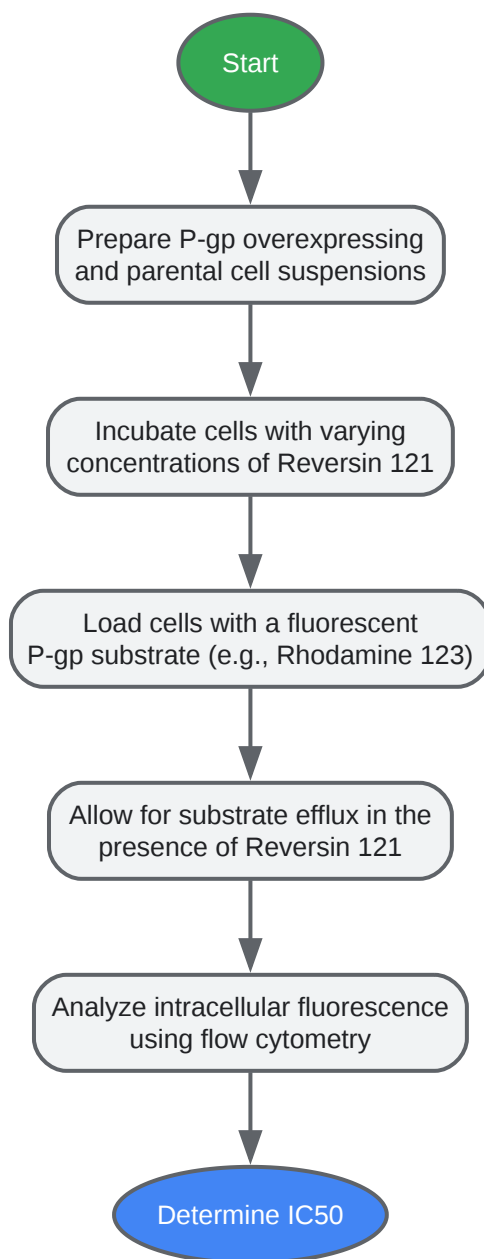 Start
Prepare P-gp overexpressing
and parental cell suspensions
Incubate cells with varying
concentrations of Reversin 121
Load cells with a fluorescent
P-gp substrate (e.g., Rhodamine 123)
Allow for substrate efflux in the
presence of Reversin 121
Analyze intracellular fluorescence
using flow cytometry
Determine IC50